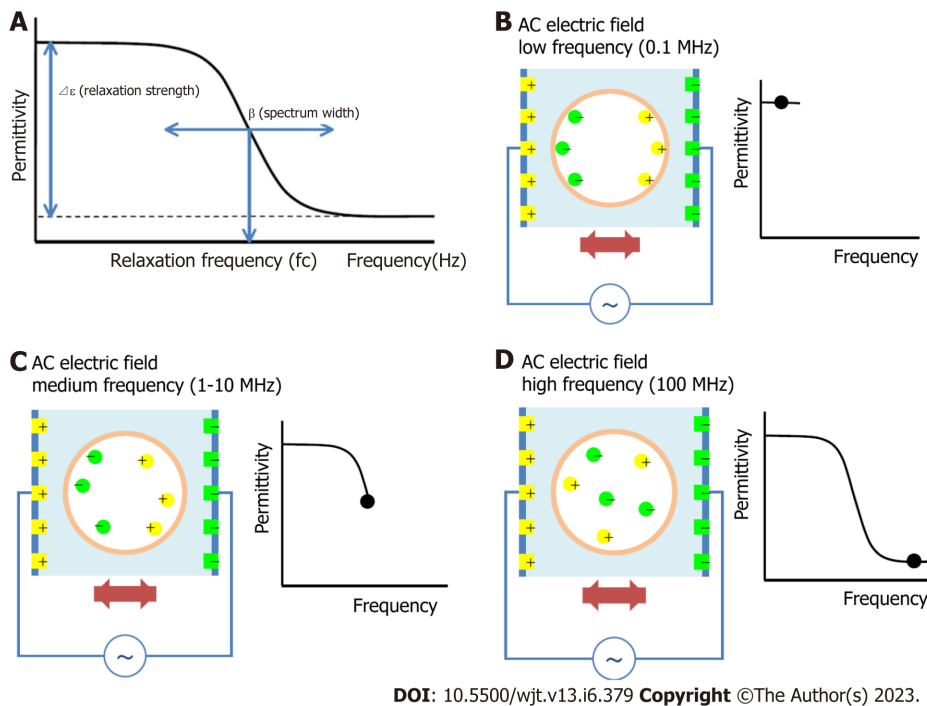 A
Permittivity
⊿ε (relaxation strength)
β (spectrum width)
Relaxation frequency (fc)
Frequency(Hz)
B AC electric field
low frequency (0.1 MHz)
+ − − + −
+ − + −
+ − + −
+ − + −
+ −
~
Permittivity
Frequency
C AC electric field
medium frequency (1-10 MHz)
+ −
+ − + −
+ − + −
+ − + −
+ −
~
Permittivity
Frequency
D AC electric field
high frequency (100 MHz)
+ −
+ − + −
+ + − −
+ + −
+ −
~
Permittivity
Frequency
DOI: 10.5500/wjt.v13.i6.379 Copyright ©The Author(s) 2023.